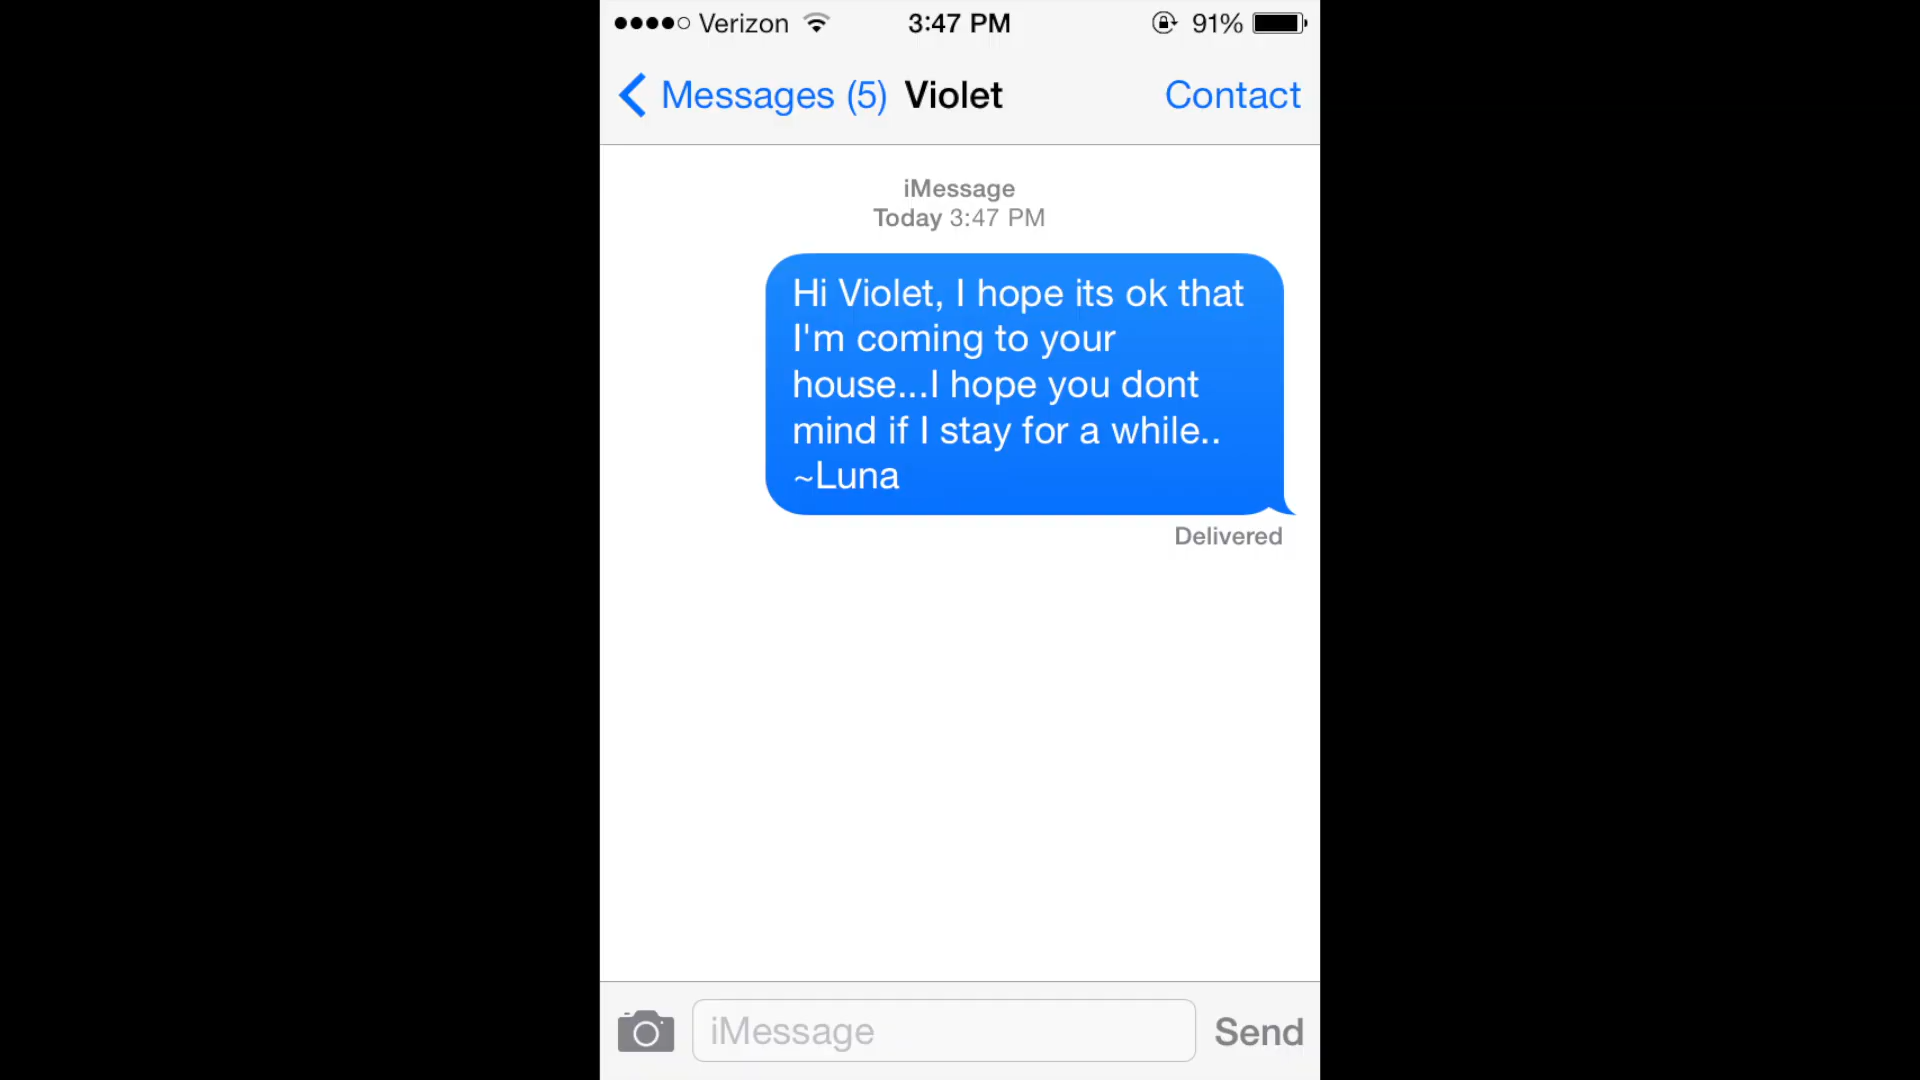 Verizon 3:47 PM 91%
Messages (5) Violet Contact
iMessage
Today 3:47 PM
Hi Violet, I hope its ok that
I'm coming to your
house...I hope you dont
mind if I stay for a while..
~Luna
Delivered
iMessage Send